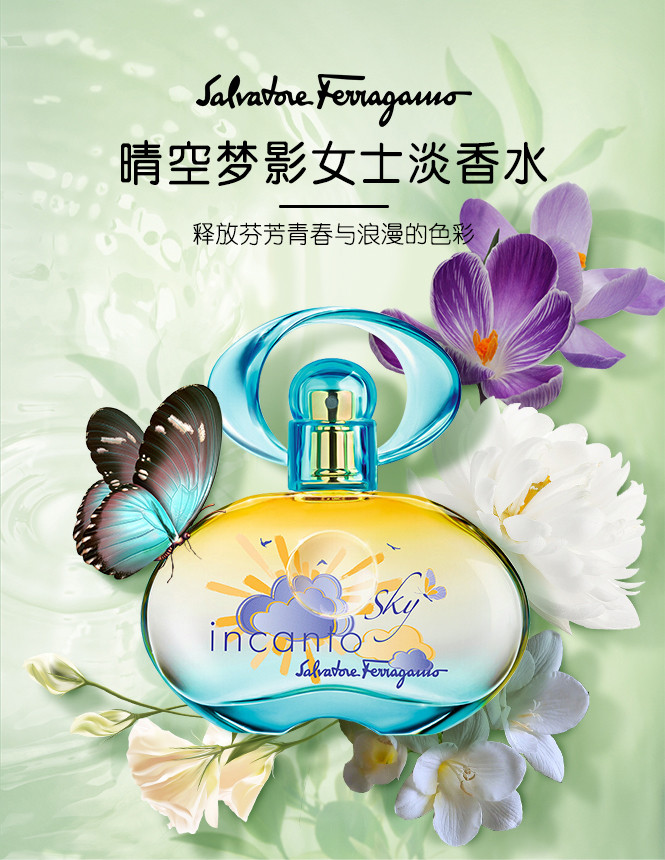 Salvatore Ferragamo
晴空梦影女士淡香水
释放芬芳青春与浪漫的色彩
Sky
incanto
Salvatore Ferragamo